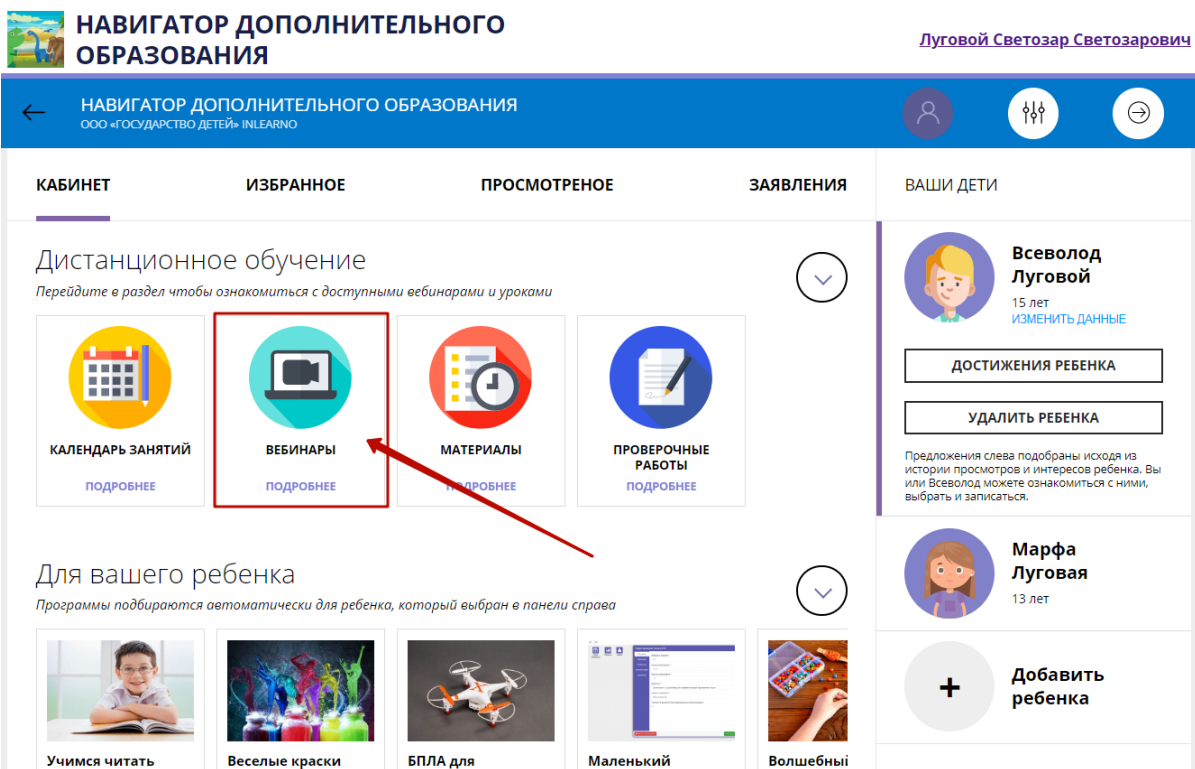 НАВИГАТОР ДОПОЛНИТЕЛЬНОГО
ОБРАЗОВАНИЯ
Луговой Светозар Светозарович
НАВИГАТОР ДОПОЛНИТЕЛЬНОГО ОБРАЗОВАНИЯ
ООО «ГОСУДАРСТВО ДЕТЕЙ» INLEARNO
КАБИНЕТ
ИЗБРАННОЕ
ПРОСМОТРЕНОЕ
ЗАЯВЛЕНИЯ
Дистанционное обучение
Перейдите в раздел чтобы ознакомиться с доступными вебинарами и уроками
КАЛЕНДАРЬ ЗАНЯТИЙ
ПОДРОБНЕЕ
ВЕБИНАРЫ
ПОДРОБНЕЕ
МАТЕРИАЛЫ
ПОДРОБНЕЕ
ПРОВЕРОЧНЫЕ
РАБОТЫ
ПОДРОБНЕЕ
Для вашего ребенка
Программы подбираются автоматически для ребенка, который выбран в панели справа
Учимся читать
Веселые краски
БПЛА для
Маленький
Волшебный
ВАШИ ДЕТИ
Всеволод
Луговой
15 лет
ИЗМЕНИТЬ ДАННЫЕ
ДОСТИЖЕНИЯ РЕБЕНКА
УДАЛИТЬ РЕБЕНКА
Предложения слева подобраны исходя из
истории просмотров и интересов ребенка. Вы
или Всеволод можете ознакомиться с ними,
выбрать и записаться.
Марфа
Луговая
13 лет
Добавить
ребенка